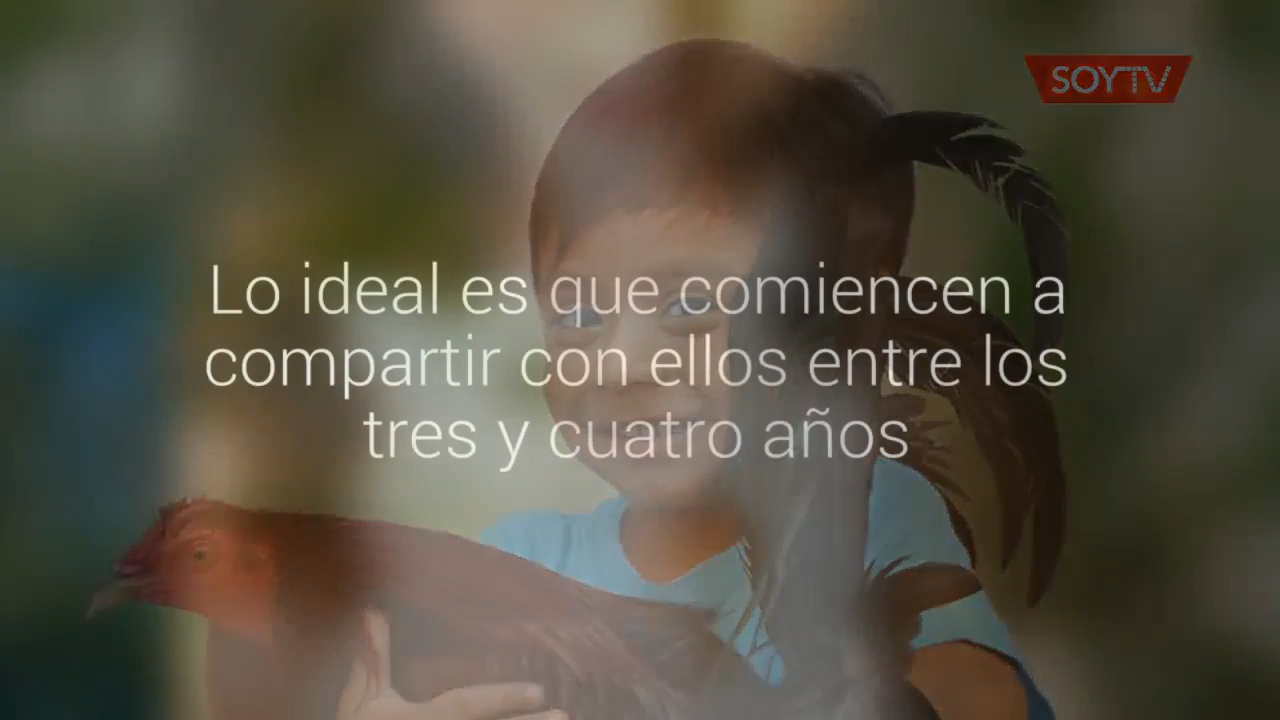 SOYTV
Lo ideal es que comiencen a
compartir con ellos entre los
tres y cuatro años